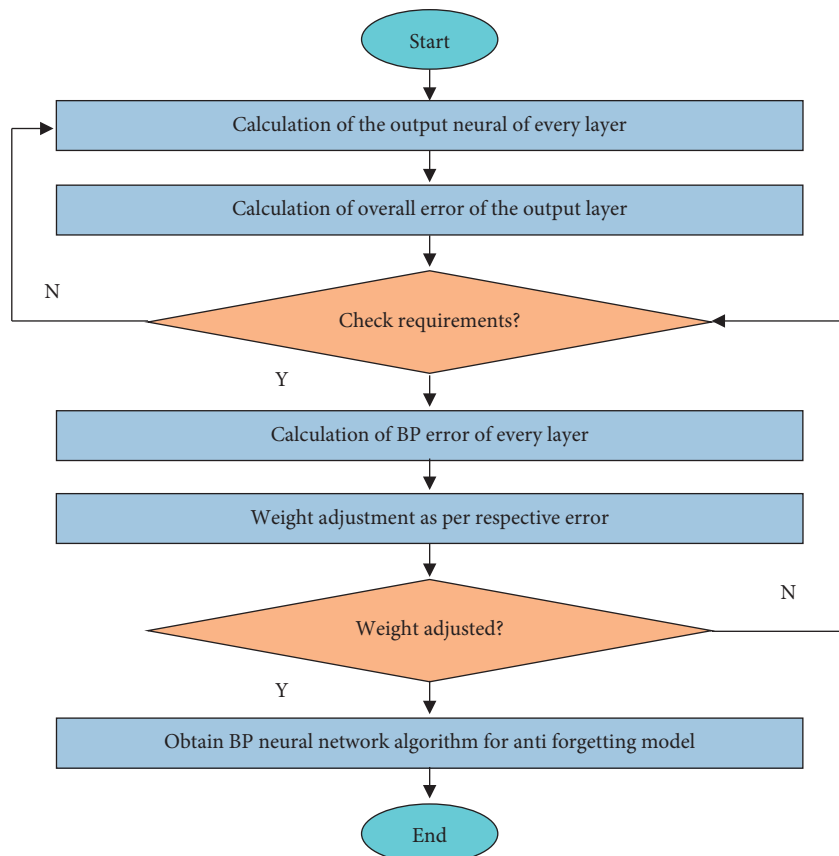 Start
Calculation of the output neural of every layer
Calculation of overall error of the output layer
N
Check requirements?
Y
Calculation of BP error of every layer
Weight adjustment as per respective error
N
Weight adjusted?
Y
Obtain BP neural network algorithm for anti forgetting model
End